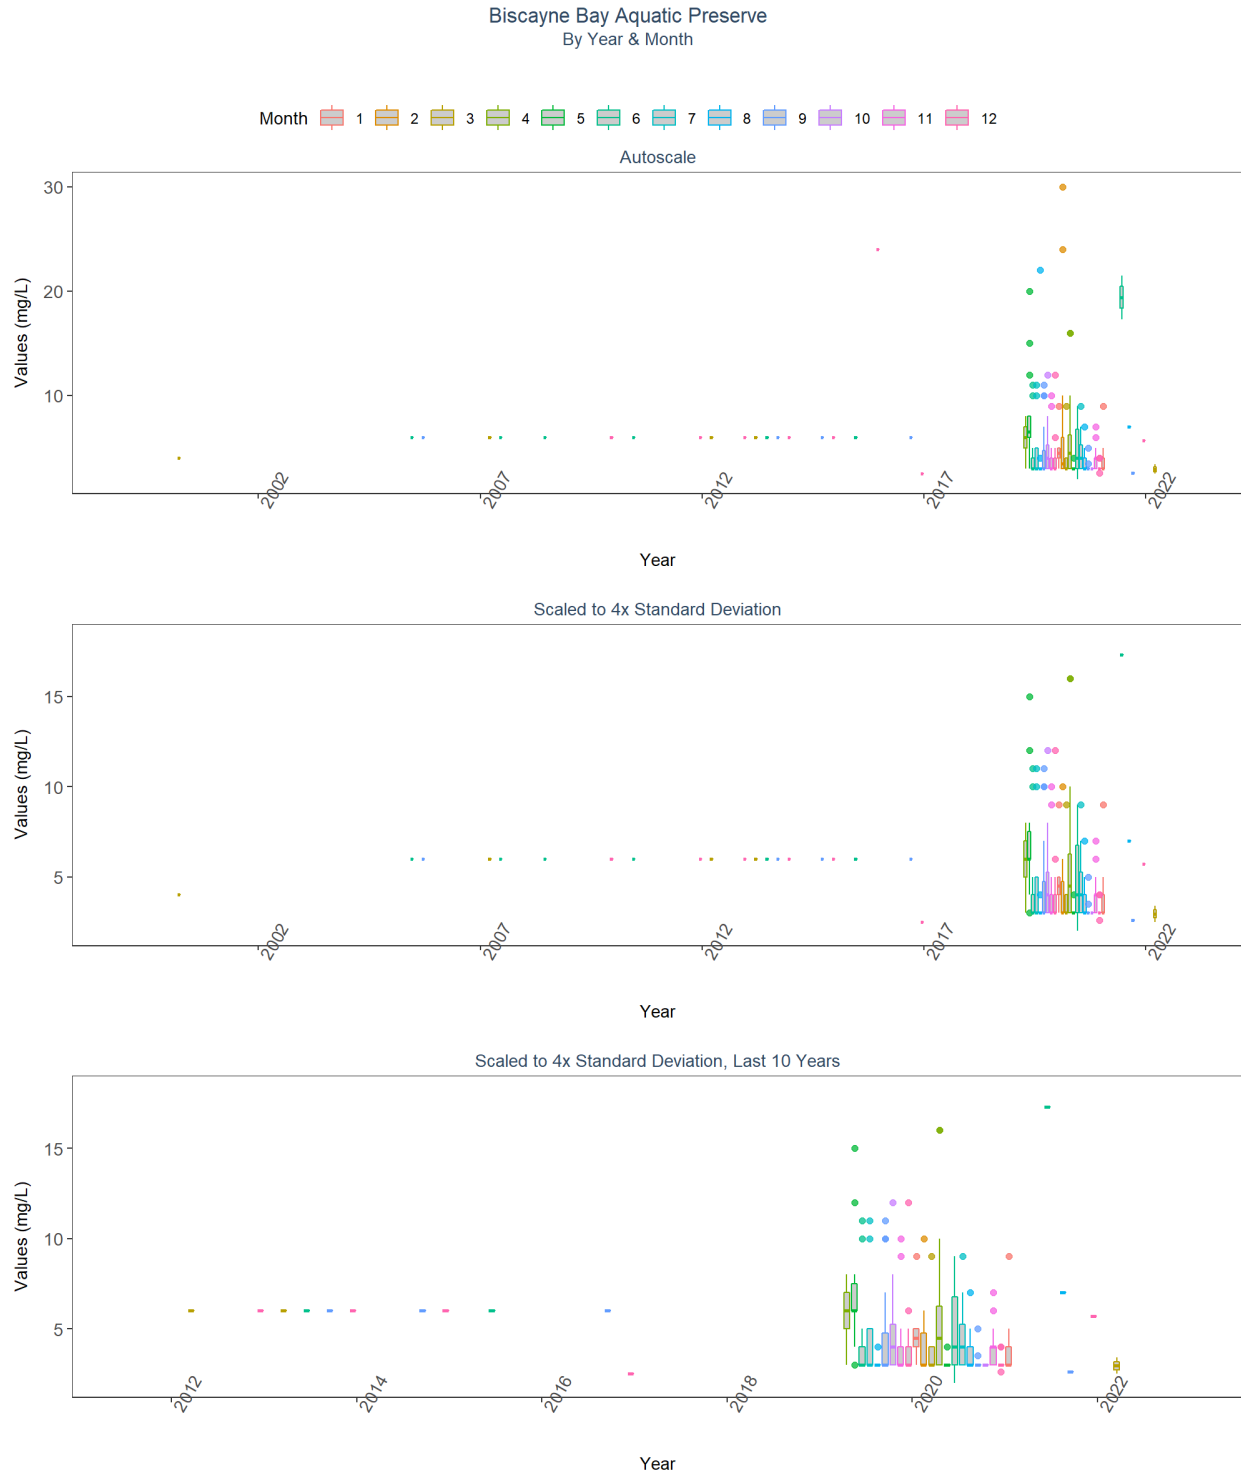 Biscayne Bay Aquatic Preserve
By Year & Month
Month 1 2 3 4 5 6 7 8 9 10 11 12
Autoscale
Values (mg/L)
30
20
10
2002 2007 2012 2017 2022
Year
Scaled to 4x Standard Deviation
Values (mg/L)
15
10
5
2002 2007 2012 2017 2022
Year
Scaled to 4x Standard Deviation, Last 10 Years
Values (mg/L)
15
10
5
2012 2014 2016 2018 2020 2022
Year